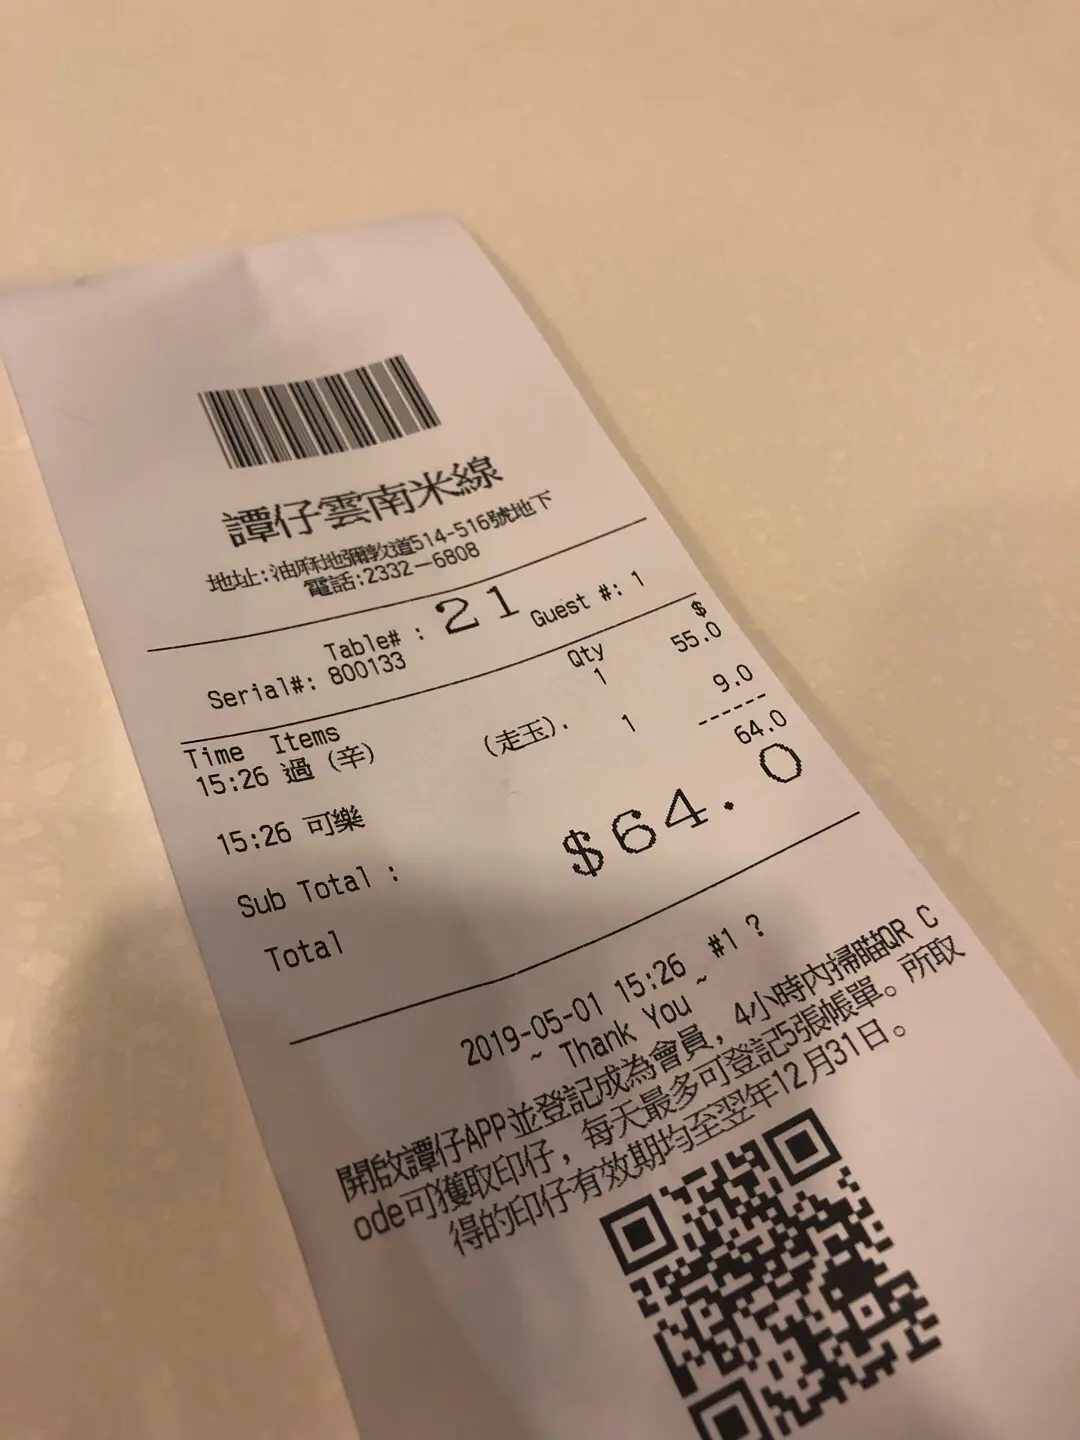 譚仔雲南米線
地址:油麻地彌敦道514-516號地下
電話:2332-6808
Table# : 21 Guest #: 1
Serial#: 800133
Time Items Qty $
15:26 過 (辛) (走玉). 1 55.0
15:26 可樂 1 9.0
Sub Total : 64.0
Total $64.0
2019-05-01 15:26 #1 ?
~ Thank You ~
開啟譚仔APP並登記成為會員, 4小時內掃瞄QR C
ode可獲取印仔, 每天最多可登記5張帳單。所取
得的印仔有效期均至翌年12月31日。